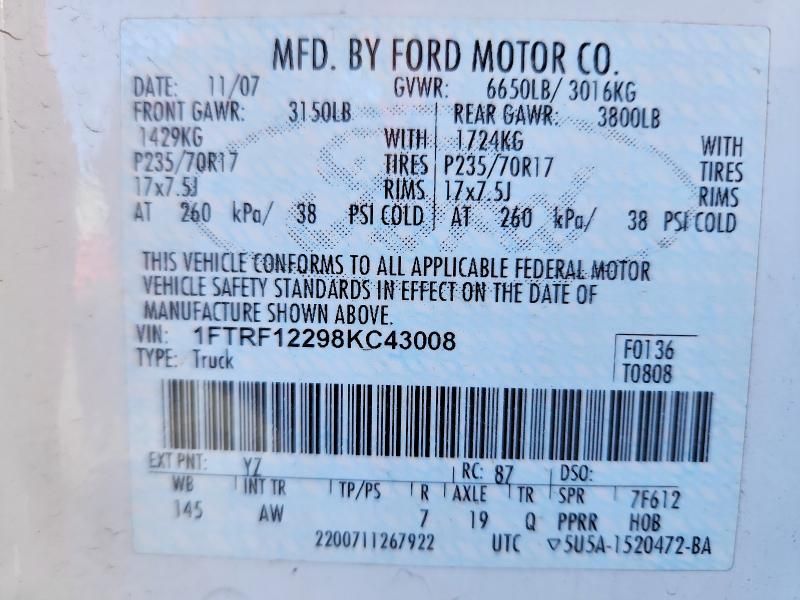 MFD. BY FORD MOTOR CO.
DATE: 11/07 GVWR: 6650LB/ 3016KG
FRONT GAWR: 3150LB REAR GAWR: 3800LB
1429KG WITH 1724KG WITH
P235/70R17 TIRES P235/70R17 TIRES
17x7.5J RIMS 17x7.5J RIMS
AT 260 kPa/ 38 PSI COLD AT 260 kPa/ 38 PSI COLD
THIS VEHICLE CONFORMS TO ALL APPLICABLE FEDERAL MOTOR
VEHICLE SAFETY STANDARDS IN EFFECT ON THE DATE OF
MANUFACTURE SHOWN ABOVE.
VIN: 1FTRF12298KC43008 F0136
TYPE: Truck T0808
EXT PNT: YZ RC: 87 DSO:
WB INT TR TP/PS R AXLE TR SPR 7F612
145 AW 7 19 Q PPRR HOB
2200711267922 UTC ▽5U5A-1520472-BA